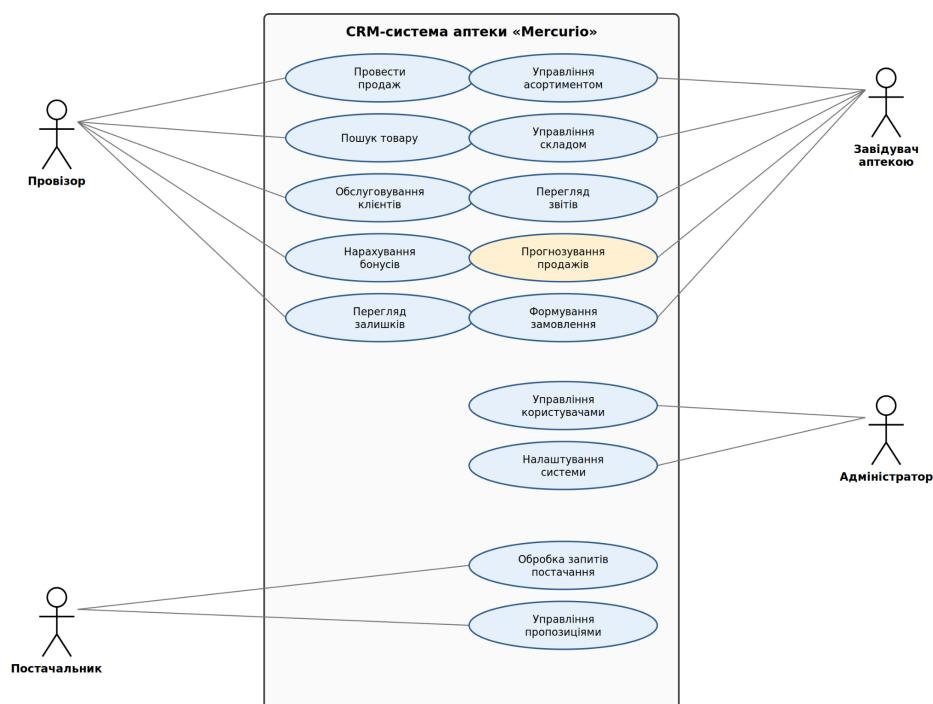 CRM-система аптеки «Mercurio»
Провести
продаж
Управління
асортиментом
Пошук товару
Управління
складом
Провізор
Завідувач
аптекою
Обслуговування
клієнтів
Перегляд
звітів
Нарахування
бонусів
Прогнозування
продажів
Перегляд
залишків
Формування
замовлення
Управління
користувачами
Налаштування
системи
Адміністратор
Обробка запитів
постачання
Управління
пропозиціями
Постачальник